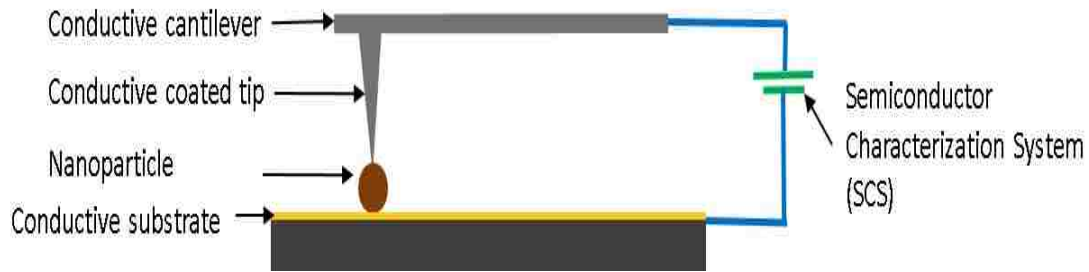 Conductive cantilever
Conductive coated tip
Nanoparticle
Conductive substrate
Semiconductor
Characterization System
(SCS)